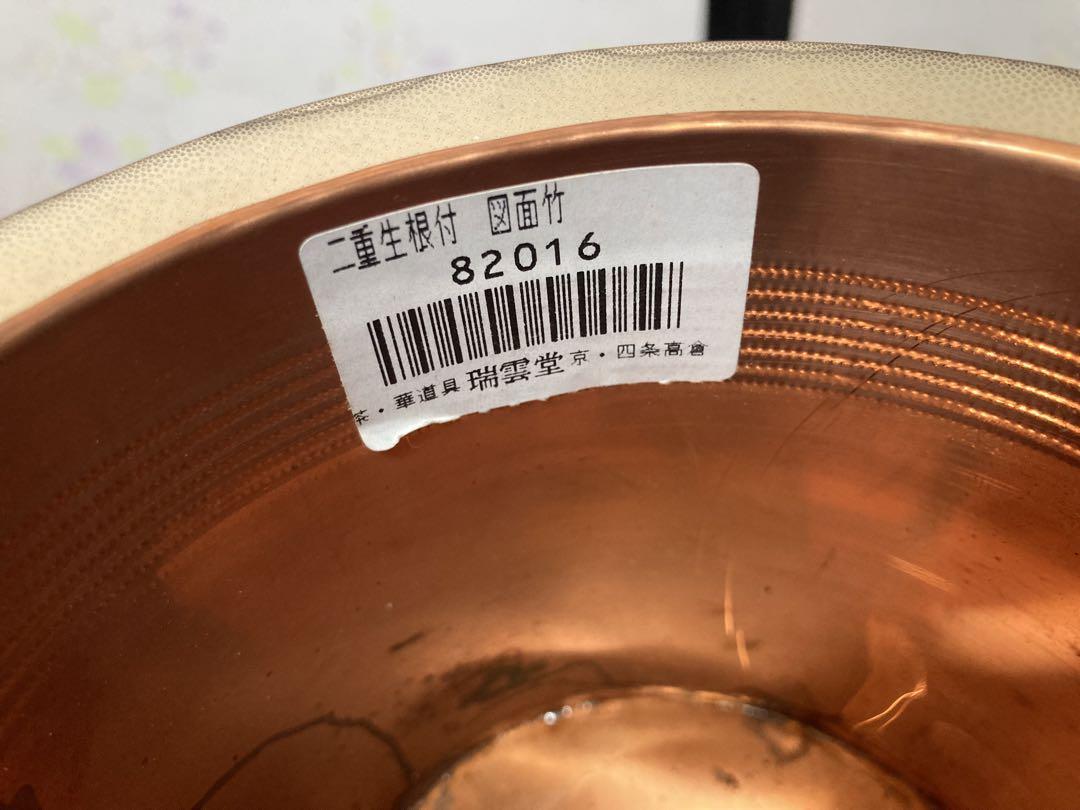 二重生根付 図面竹
82016
茶・華道具 瑞雲堂 京・四条高倉